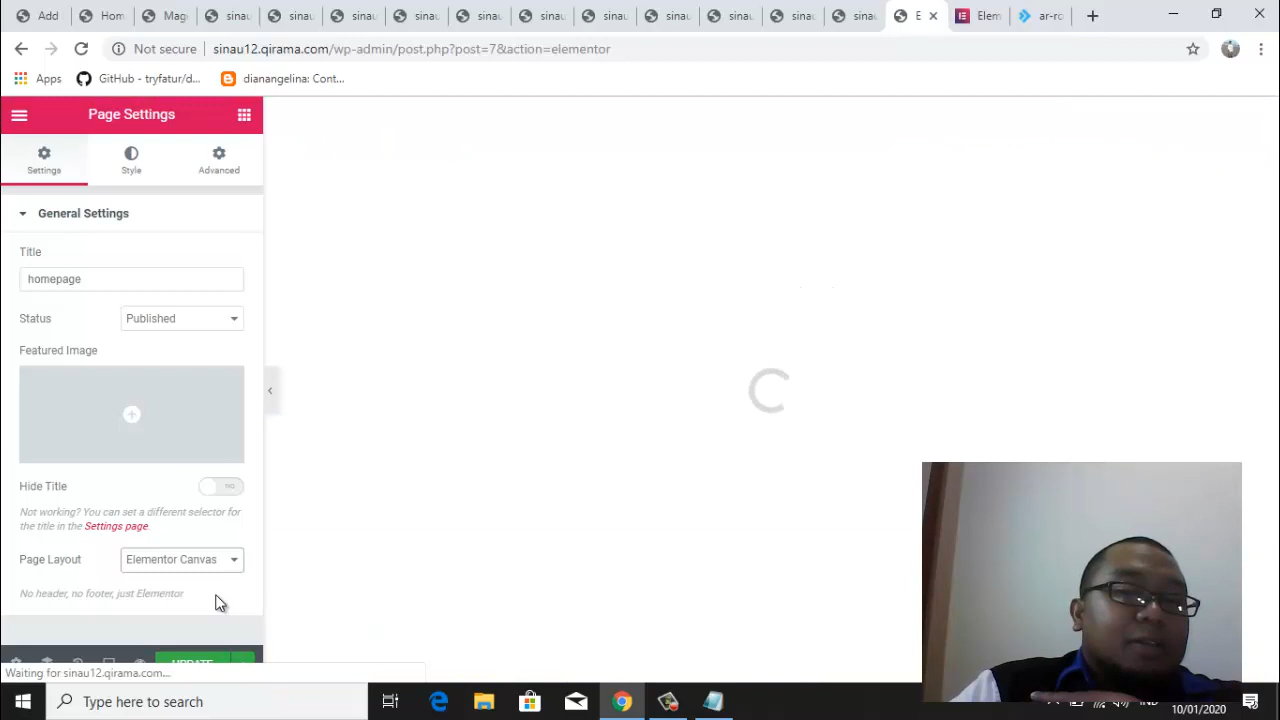 Add
Hom
Mag
sinau
sinau
sinau
sinau
sinau
sinau
sinau
sinau
sinau
sinau
sinau
E
Elem
ar-ro
Not secure
sinau12.qirama.com/wp-admin/post.php?post=7&action=elementor
Apps
GitHub - tryfatur/d...
dianangelina: Cont...
Page Settings
Settings
Style
Advanced
General Settings
Title
homepage
Status
Published
Featured Image
Hide Title
NO
Not working? You can set a different selector for
the title in the Settings page.
Page Layout
Elementor Canvas
No header, no footer, just Elementor
UPDATE
Waiting for sinau12.qirama.com...
Type here to search
10/01/2020